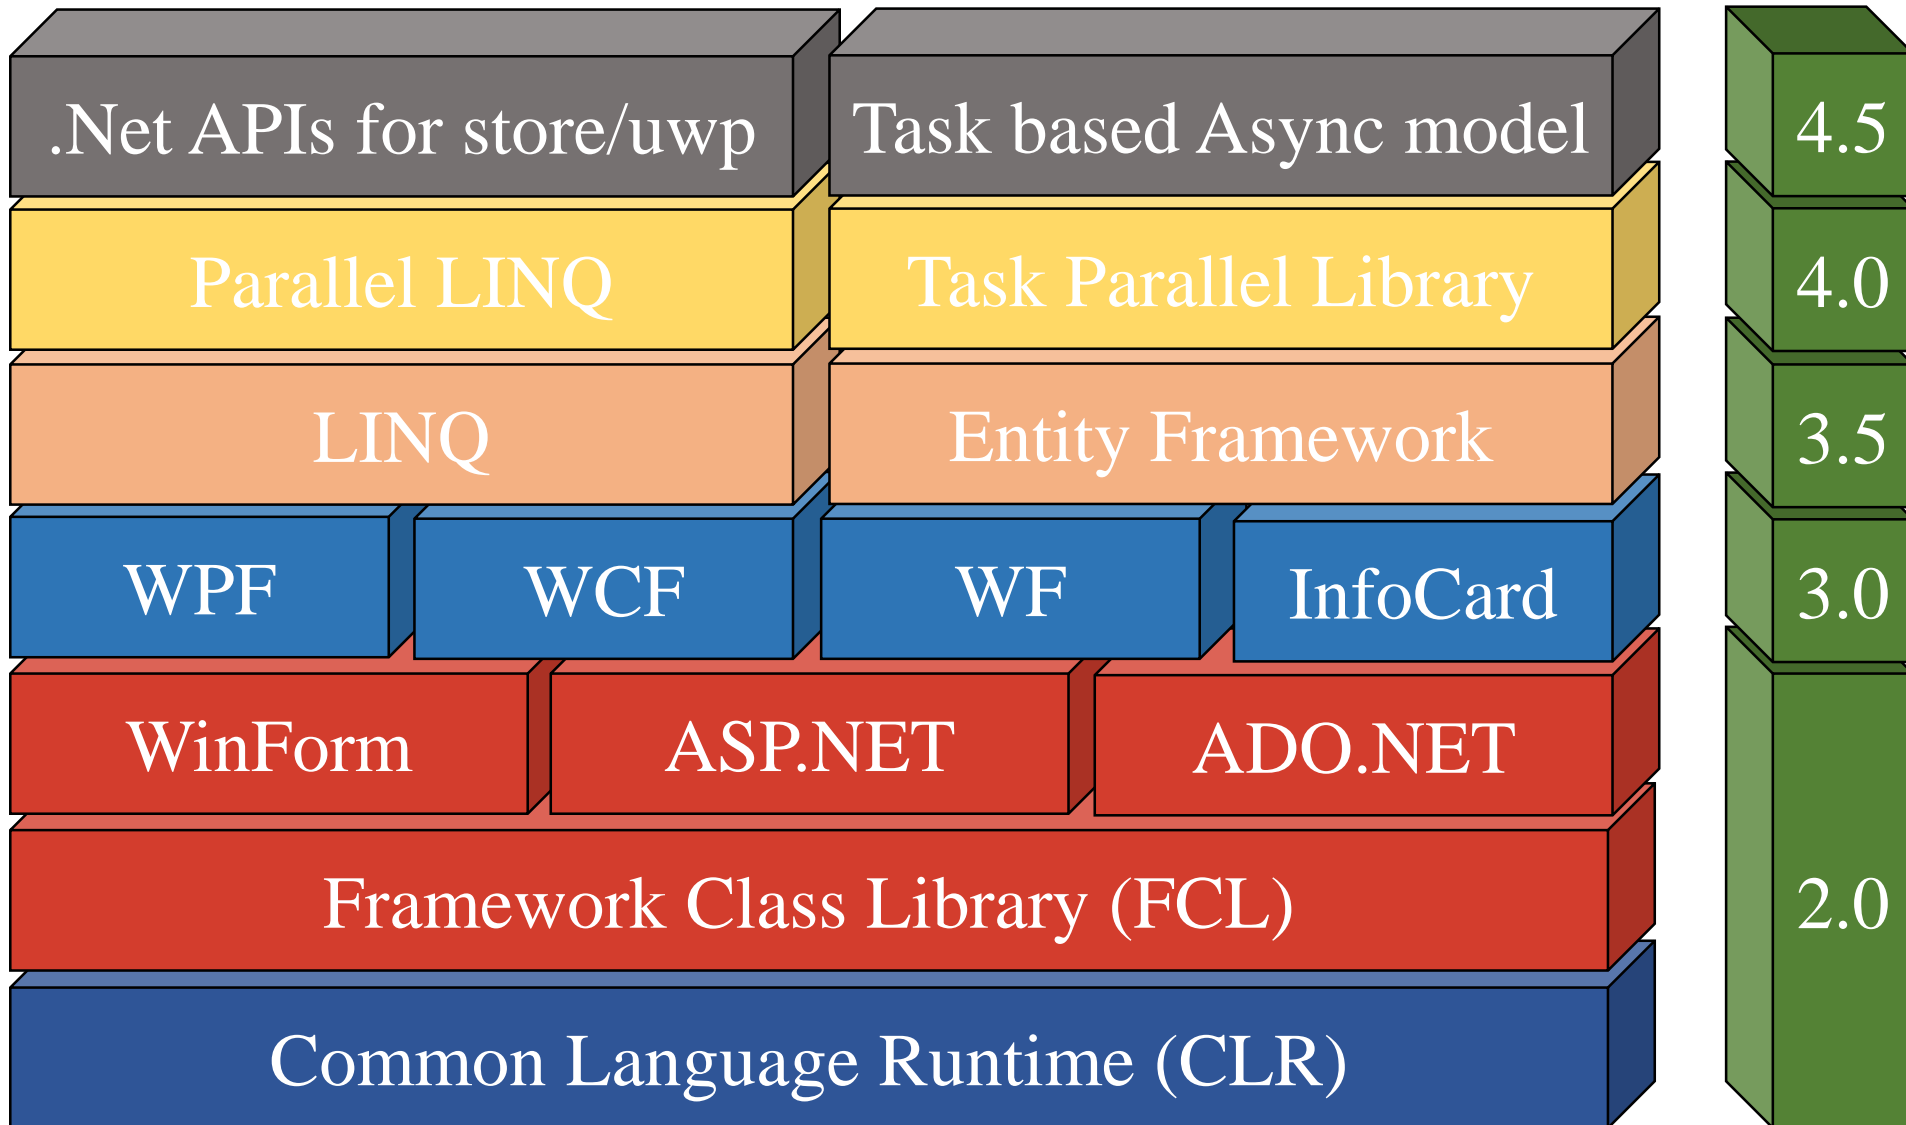 .Net APIs for store/uwp
Task based Async model
4.5
Parallel LINQ
Task Parallel Library
4.0
LINQ
Entity Framework
3.5
WPF
WCF
WF
InfoCard
3.0
WinForm
ASP.NET
ADO.NET
Framework Class Library (FCL)
2.0
Common Language Runtime (CLR)